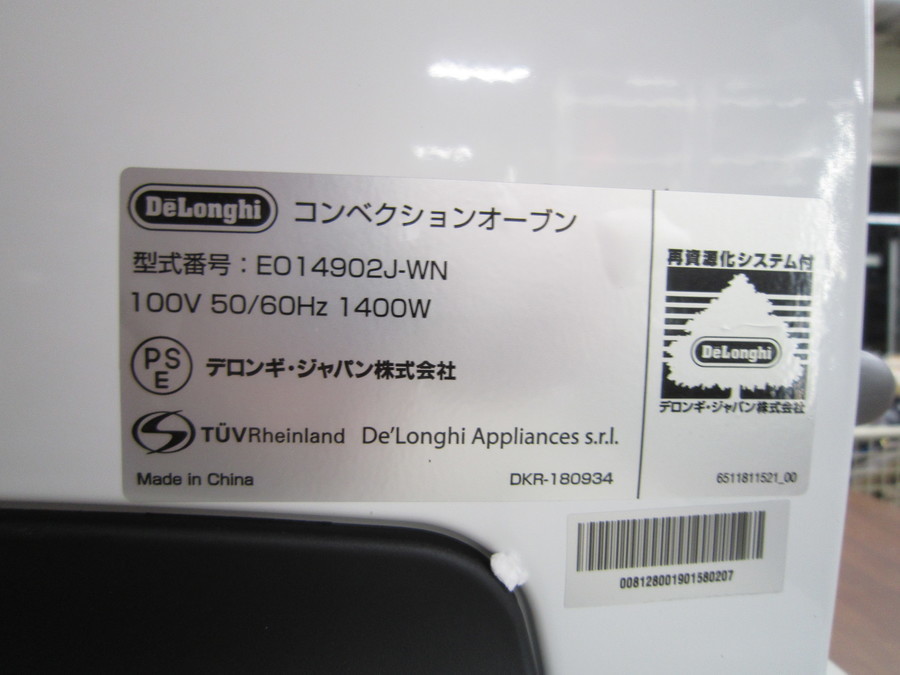 DēLonghi コンベクションオーブン
型式番号：EO14902J-WN
100V 50/60Hz 1400W
PSE デロンギ・ジャパン株式会社
TÜVRheinland De'Longhi Appliances s.r.l.
Made in China DKR-180934
再資源化システム付
DēLonghi
デロンギ・ジャパン株式会社
6511811521_00
008128001901580207